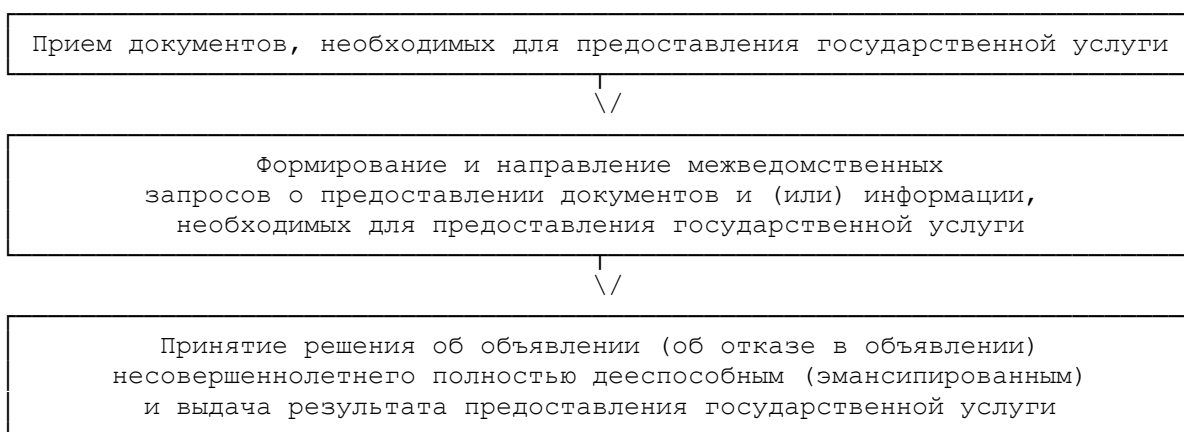 Прием документов, необходимых для предоставления государственной услуги
\/
Формирование и направление межведомственных
запросов о предоставлении документов и (или) информации,
необходимых для предоставления государственной услуги
\/
Принятие решения об объявлении (об отказе в объявлении)
несовершеннолетнего полностью дееспособным (эмансипированным)
и выдача результата предоставления государственной услуги